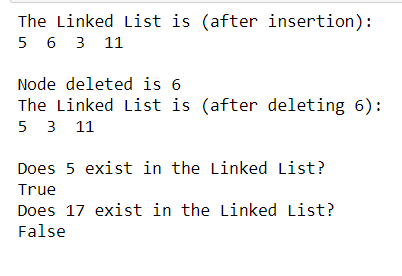 The Linked List is (after insertion):
5  6  3  11
Node deleted is 6
The Linked List is (after deleting 6):
5  3  11
Does 5 exist in the Linked List?
True
Does 17 exist in the Linked List?
False